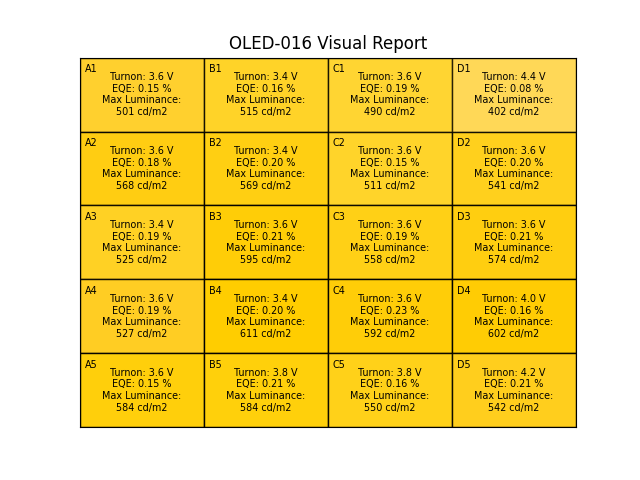 OLED-016 Visual Report
A1
Turnon: 3.6 V
EQE: 0.15 %
Max Luminance:
501 cd/m2
B1
Turnon: 3.4 V
EQE: 0.16 %
Max Luminance:
515 cd/m2
C1
Turnon: 3.6 V
EQE: 0.19 %
Max Luminance:
490 cd/m2
D1
Turnon: 4.4 V
EQE: 0.08 %
Max Luminance:
402 cd/m2
A2
Turnon: 3.6 V
EQE: 0.18 %
Max Luminance:
568 cd/m2
B2
Turnon: 3.4 V
EQE: 0.20 %
Max Luminance:
569 cd/m2
C2
Turnon: 3.6 V
EQE: 0.15 %
Max Luminance:
511 cd/m2
D2
Turnon: 3.6 V
EQE: 0.20 %
Max Luminance:
541 cd/m2
A3
Turnon: 3.4 V
EQE: 0.19 %
Max Luminance:
525 cd/m2
B3
Turnon: 3.6 V
EQE: 0.21 %
Max Luminance:
595 cd/m2
C3
Turnon: 3.6 V
EQE: 0.19 %
Max Luminance:
558 cd/m2
D3
Turnon: 3.6 V
EQE: 0.21 %
Max Luminance:
574 cd/m2
A4
Turnon: 3.6 V
EQE: 0.19 %
Max Luminance:
527 cd/m2
B4
Turnon: 3.4 V
EQE: 0.20 %
Max Luminance:
611 cd/m2
C4
Turnon: 3.6 V
EQE: 0.23 %
Max Luminance:
592 cd/m2
D4
Turnon: 4.0 V
EQE: 0.16 %
Max Luminance:
602 cd/m2
A5
Turnon: 3.6 V
EQE: 0.15 %
Max Luminance:
584 cd/m2
B5
Turnon: 3.8 V
EQE: 0.21 %
Max Luminance:
584 cd/m2
C5
Turnon: 3.8 V
EQE: 0.16 %
Max Luminance:
550 cd/m2
D5
Turnon: 4.2 V
EQE: 0.21 %
Max Luminance:
542 cd/m2